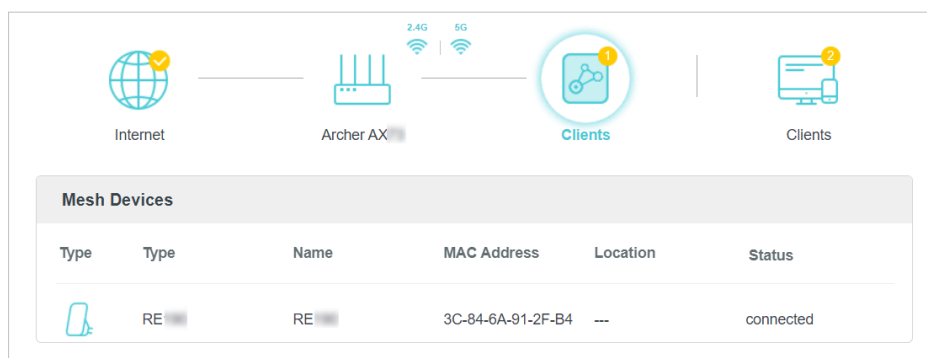 2.4G 5G
1
2
Internet
Archer AX
Clients
Clients
Mesh Devices
Type Type Name MAC Address Location Status
RE RE 3C-84-6A-91-2F-B4 --- connected